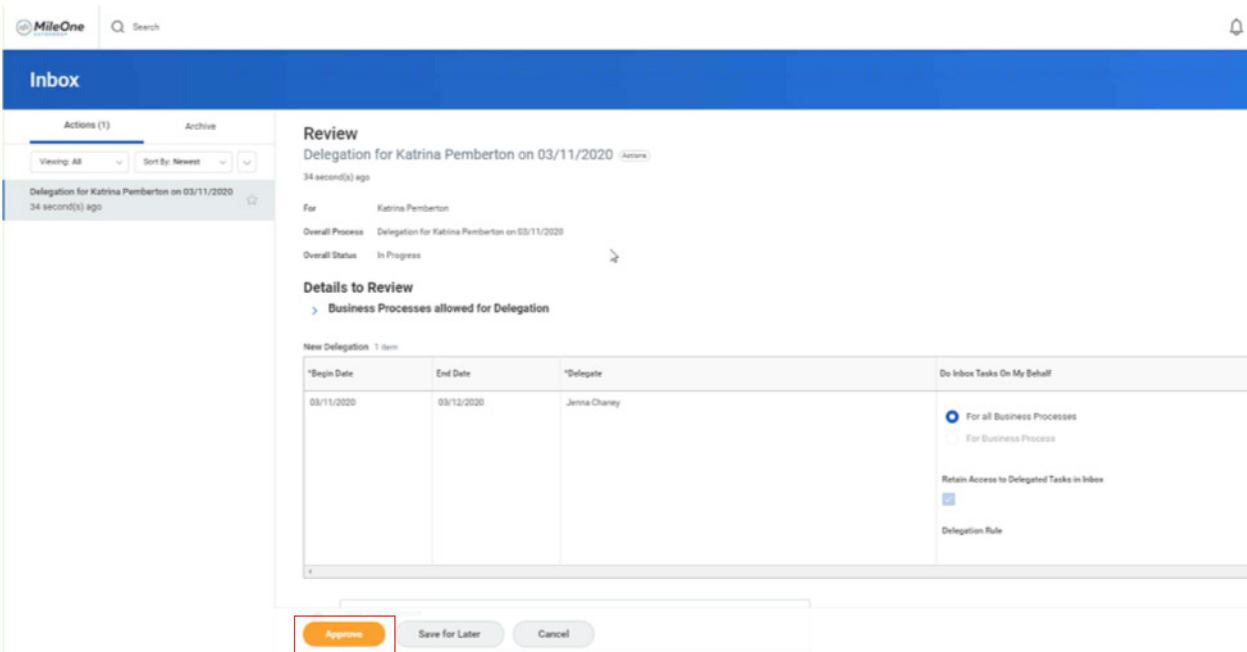 MileOne
AUTOGROUP
Search
Inbox
Actions (1) Archive
Viewing: All Sort By: Newest
Delegation for Katrina Pemberton on 03/11/2020
34 second(s) ago
Review
Delegation for Katrina Pemberton on 03/11/2020 Actions
34 second(s) ago
For Katrina Pemberton
Overall Process Delegation for Katrina Pemberton on 03/11/2020
Overall Status In Progress
Details to Review
Business Processes allowed for Delegation
New Delegation 1 item
*Begin Date End Date *Delegate Do Inbox Tasks On My Behalf
03/11/2020 03/12/2020 Jenna Chaney
For all Business Processes
For Business Process
Retain Access to Delegated Tasks in Inbox
Delegation Rule
Approve Save for Later Cancel